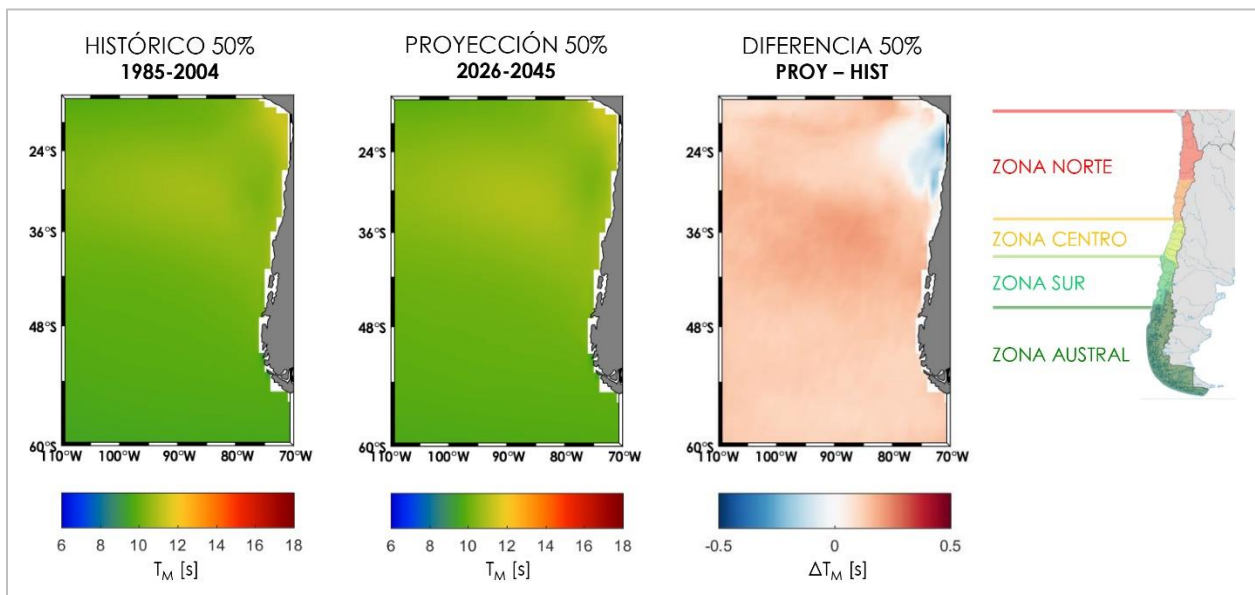 HISTÓRICO 50%
1985-2004
24°S
36°S
48°S
60°S
110°W 100°W 90°W 80°W 70°W
6 8 10 12 14 16 18
T_M [s]
PROYECCIÓN 50%
2026-2045
24°S
36°S
48°S
60°S
110°W 100°W 90°W 80°W 70°W
6 8 10 12 14 16 18
T_M [s]
DIFERENCIA 50%
PROY – HIST
24°S
36°S
48°S
60°S
110°W 100°W 90°W 80°W 70°W
-0.5 0 0.5
ΔT_M [s]
ZONA NORTE
ZONA CENTRO
ZONA SUR
ZONA AUSTRAL